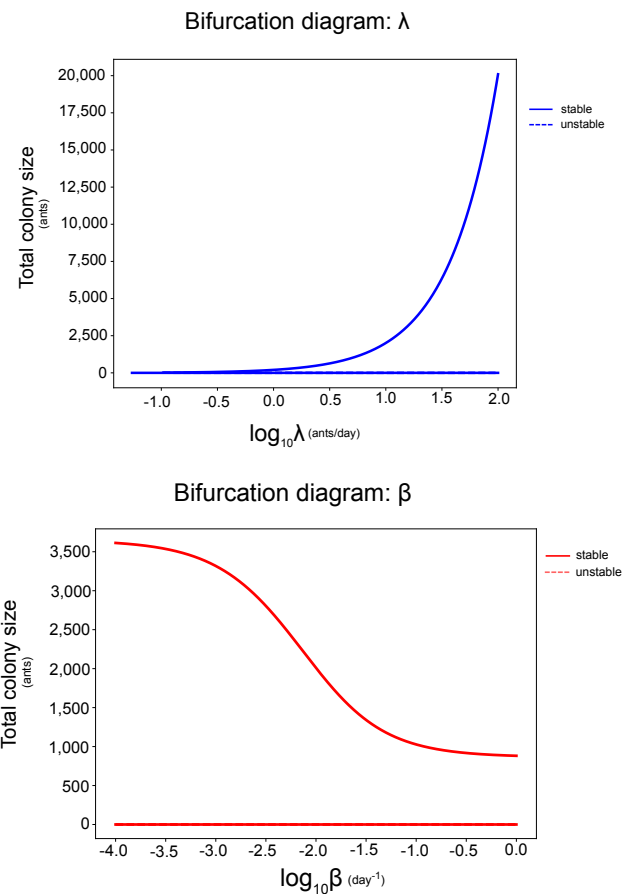 Bifurcation diagram: λ
Total colony size
(ants)
20,000
17,500
15,000
12,500
10,000
7,500
5,000
2,500
0
-1.0 -0.5 0.0 0.5 1.0 1.5 2.0
log₁₀λ (ants/day)
stable
unstable
Bifurcation diagram: β
Total colony size
(ants)
3,500
3,000
2,500
2,000
1,500
1,000
500
0
-4.0 -3.5 -3.0 -2.5 -2.0 -1.5 -1.0 -0.5 0.0
log₁₀β (day⁻¹)
stable
unstable